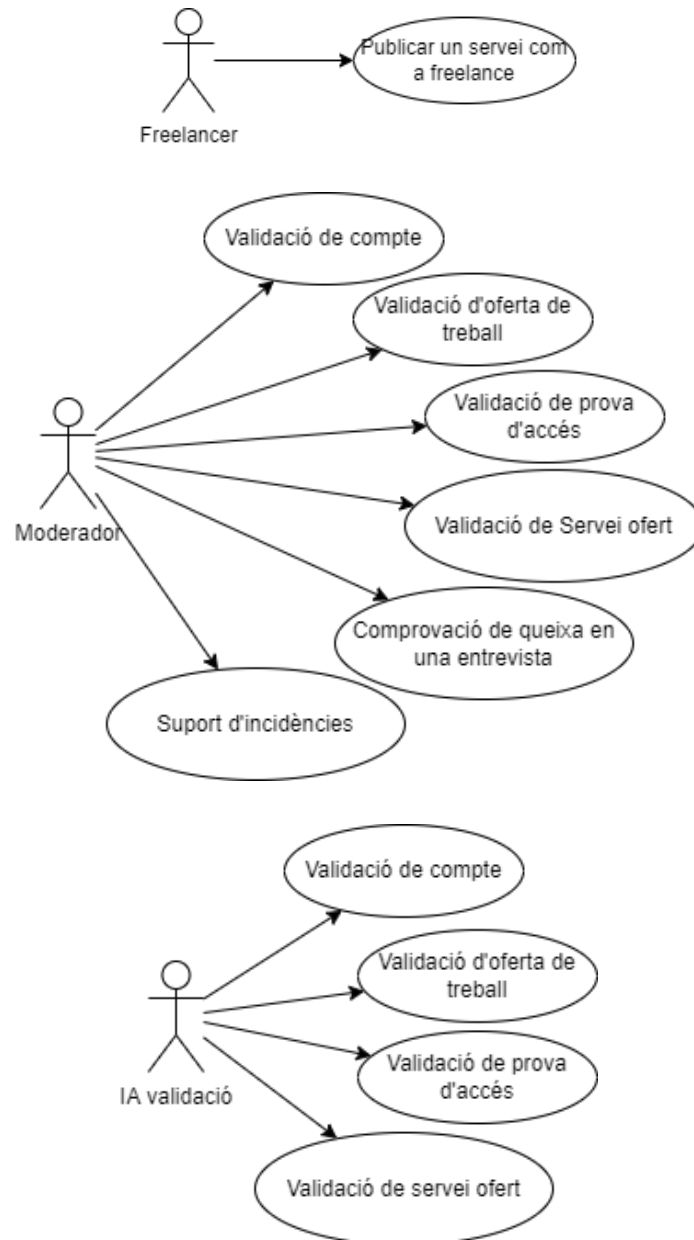 Publicar un servei com
a freelance
Freelancer
Validació de compte
Validació d'oferta de
treball
Validació de prova
d'accés
Moderador
Validació de Servei ofert
Comprovació de queixa en
una entrevista
Suport d'incidències
Validació de compte
Validació d'oferta de
treball
Validació de prova
d'accés
IA validació
Validació de servei ofert